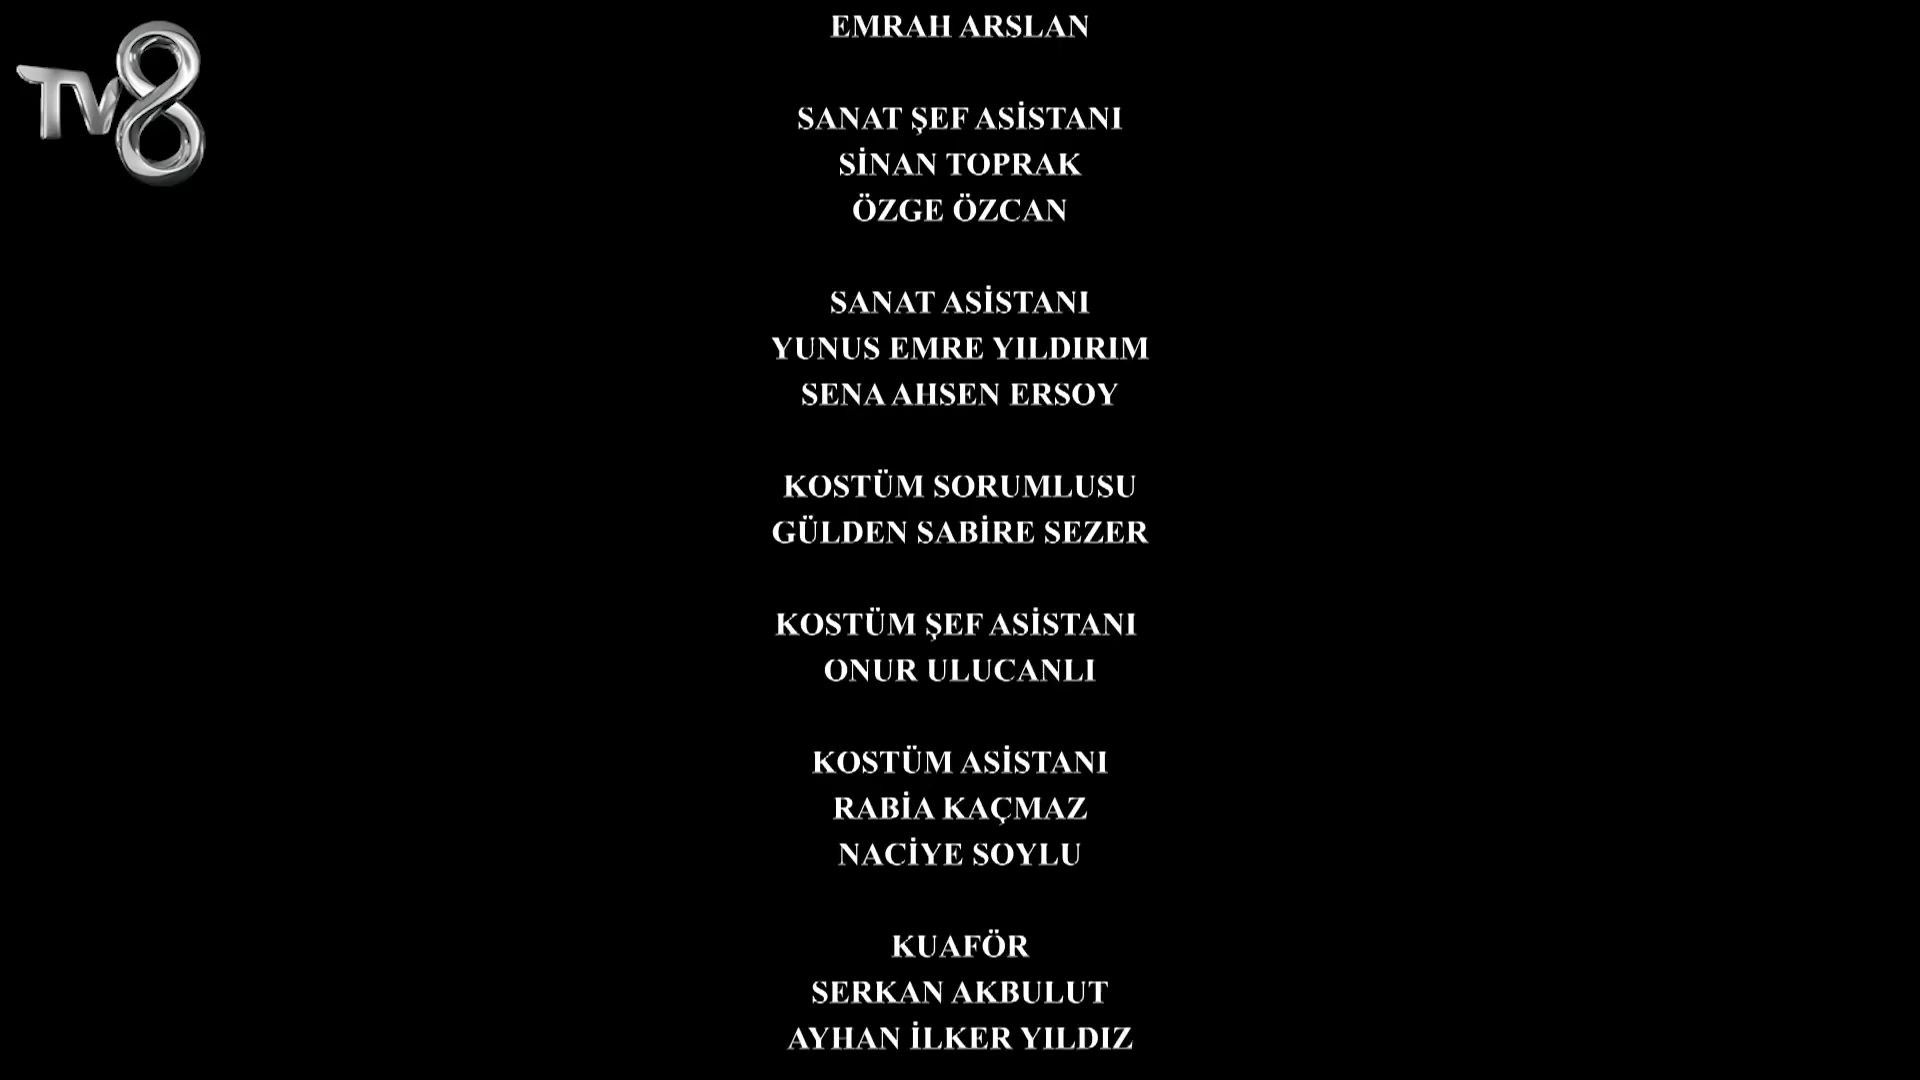 TV8
EMRAH ARSLAN
SANAT ŞEF ASİSTANI
SİNAN TOPRAK
ÖZGE ÖZCAN
SANAT ASİSTANI
YUNUS EMRE YILDIRIM
SENA AHSEN ERSOY
KOSTÜM SORUMLUSU
GÜLDEN SABİRE SEZER
KOSTÜM ŞEF ASİSTANI
ONUR ULUCANLI
KOSTÜM ASİSTANI
RABİA KAÇMAZ
NACİYE SOYLU
KUAFÖR
SERKAN AKBULUT
AYHAN İLKER YILDIZ